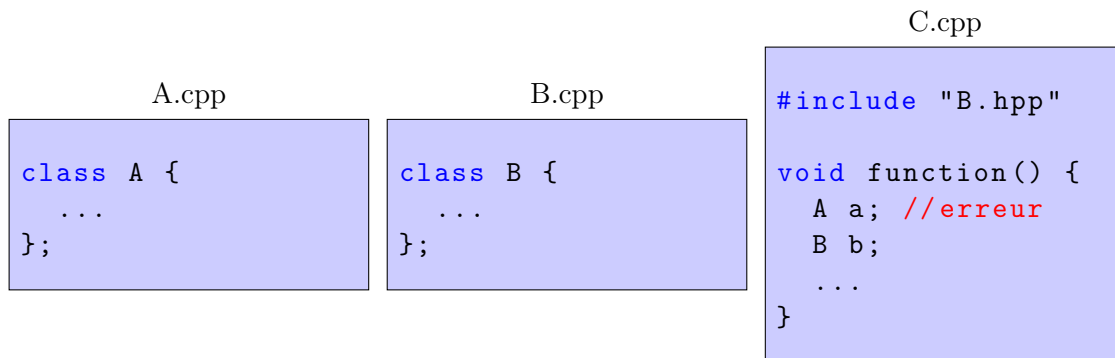 A.cpp
class A {
  ...
};
B.cpp
class B {
  ...
};
C.cpp
#include "B.hpp"
void function() {
  A a; //erreur
  B b;
  ...
}